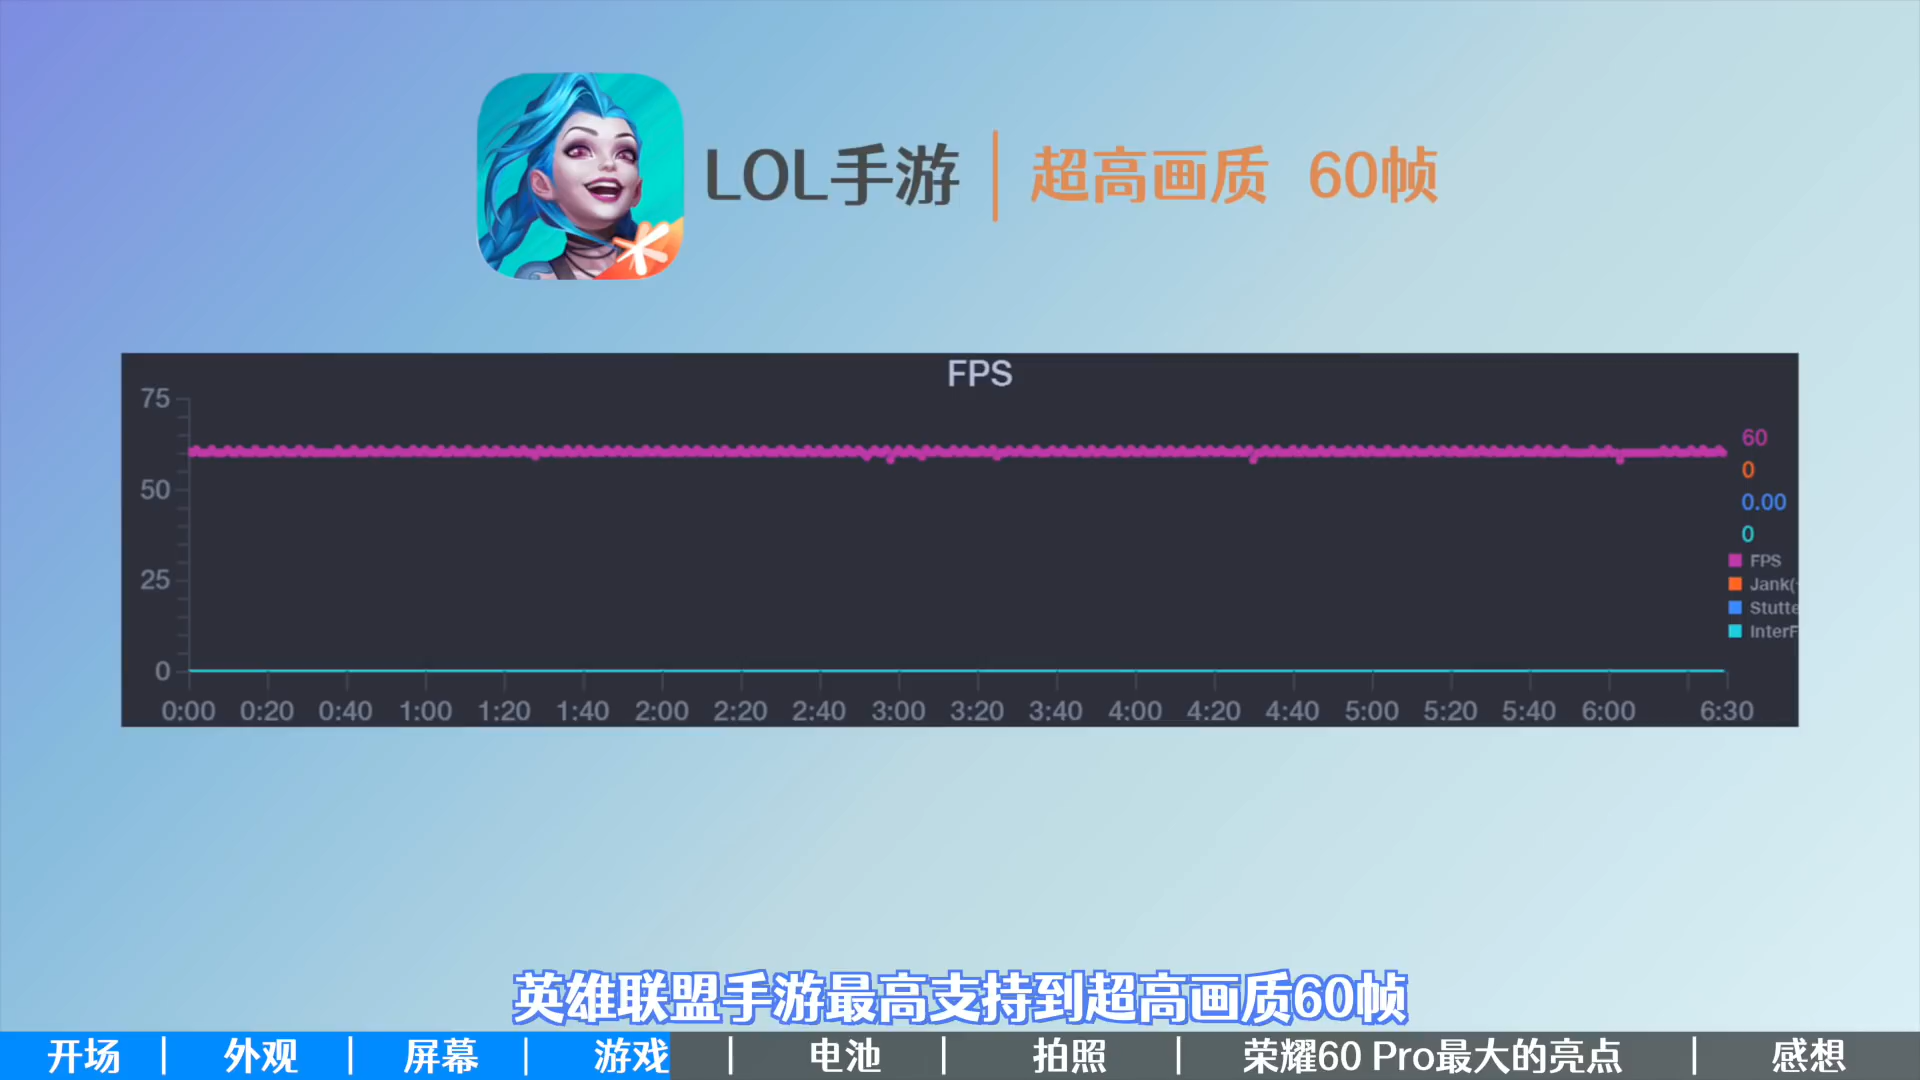 LOL手游 | 超高画质 60帧
FPS
75
50
25
0
60
0
0.00
0
FPS
Jank(
Stutte
InterF
0:00 0:20 0:40 1:00 1:20 1:40 2:00 2:20 2:40 3:00 3:20 3:40 4:00 4:20 4:40 5:00 5:20 5:40 6:00 6:30
英雄联盟手游最高支持到超高画质60帧
开场 | 外观 | 屏幕 | 游戏 | 电池 | 拍照 | 荣耀60 Pro最大的亮点 | 感想